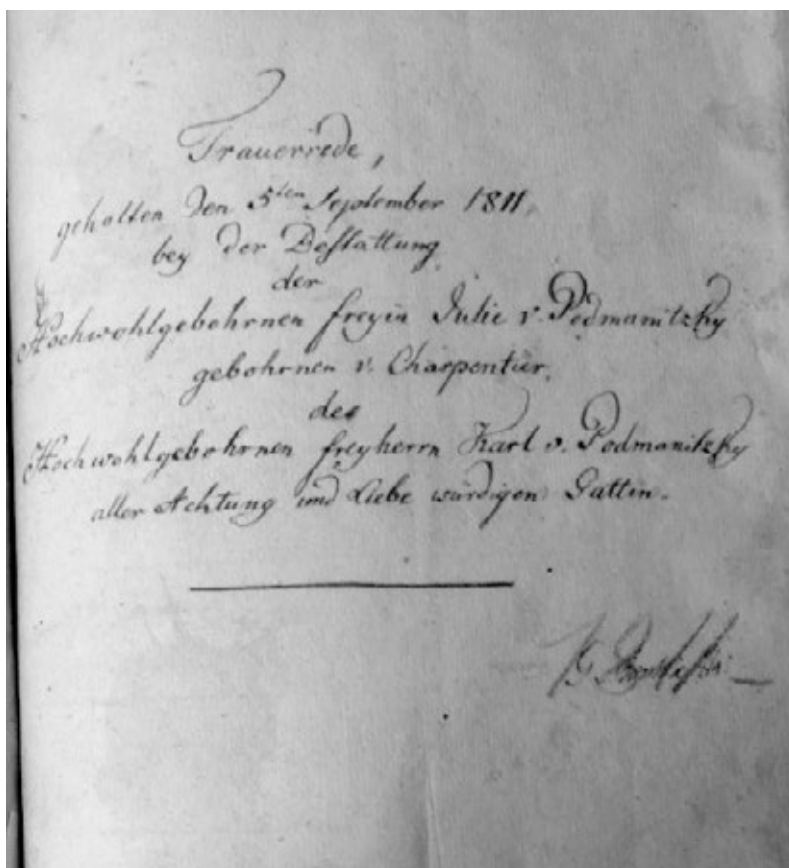 Trauerrede,
gehalten den 5ten September 1811.
bey der Bestattung
der
Hochwohlgebohrnen Freyin Julie v. Podmanitzky
gebohrnen v. Charpentier.
des
Hochwohlgebohrnen Freyherrn Karl v. Podmanitzky
aller Achtung und Liebe würdigen Gattin.